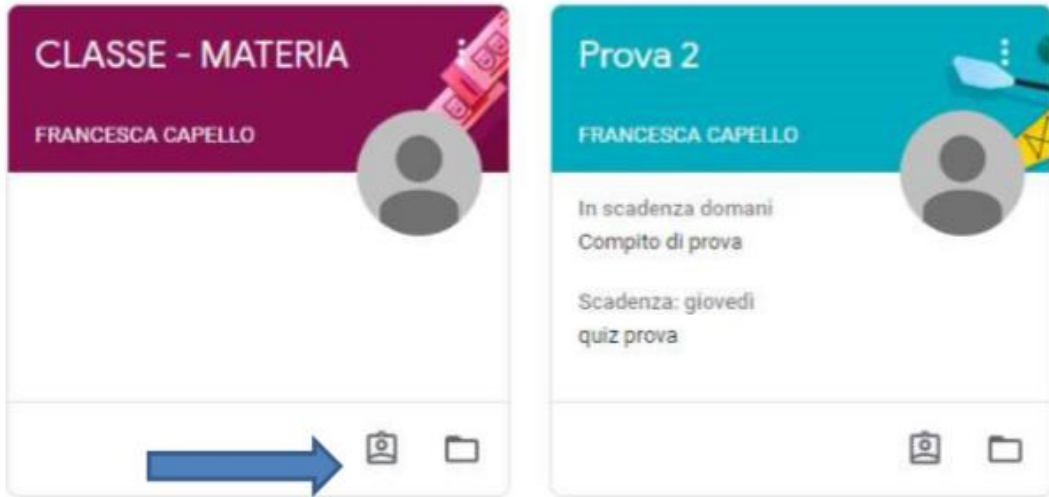 CLASSE - MATERIA
FRANCESCA CAPELLO
Prova 2
FRANCESCA CAPELLO
In scadenza domani
Compito di prova
Scadenza: giovedì
quiz prova